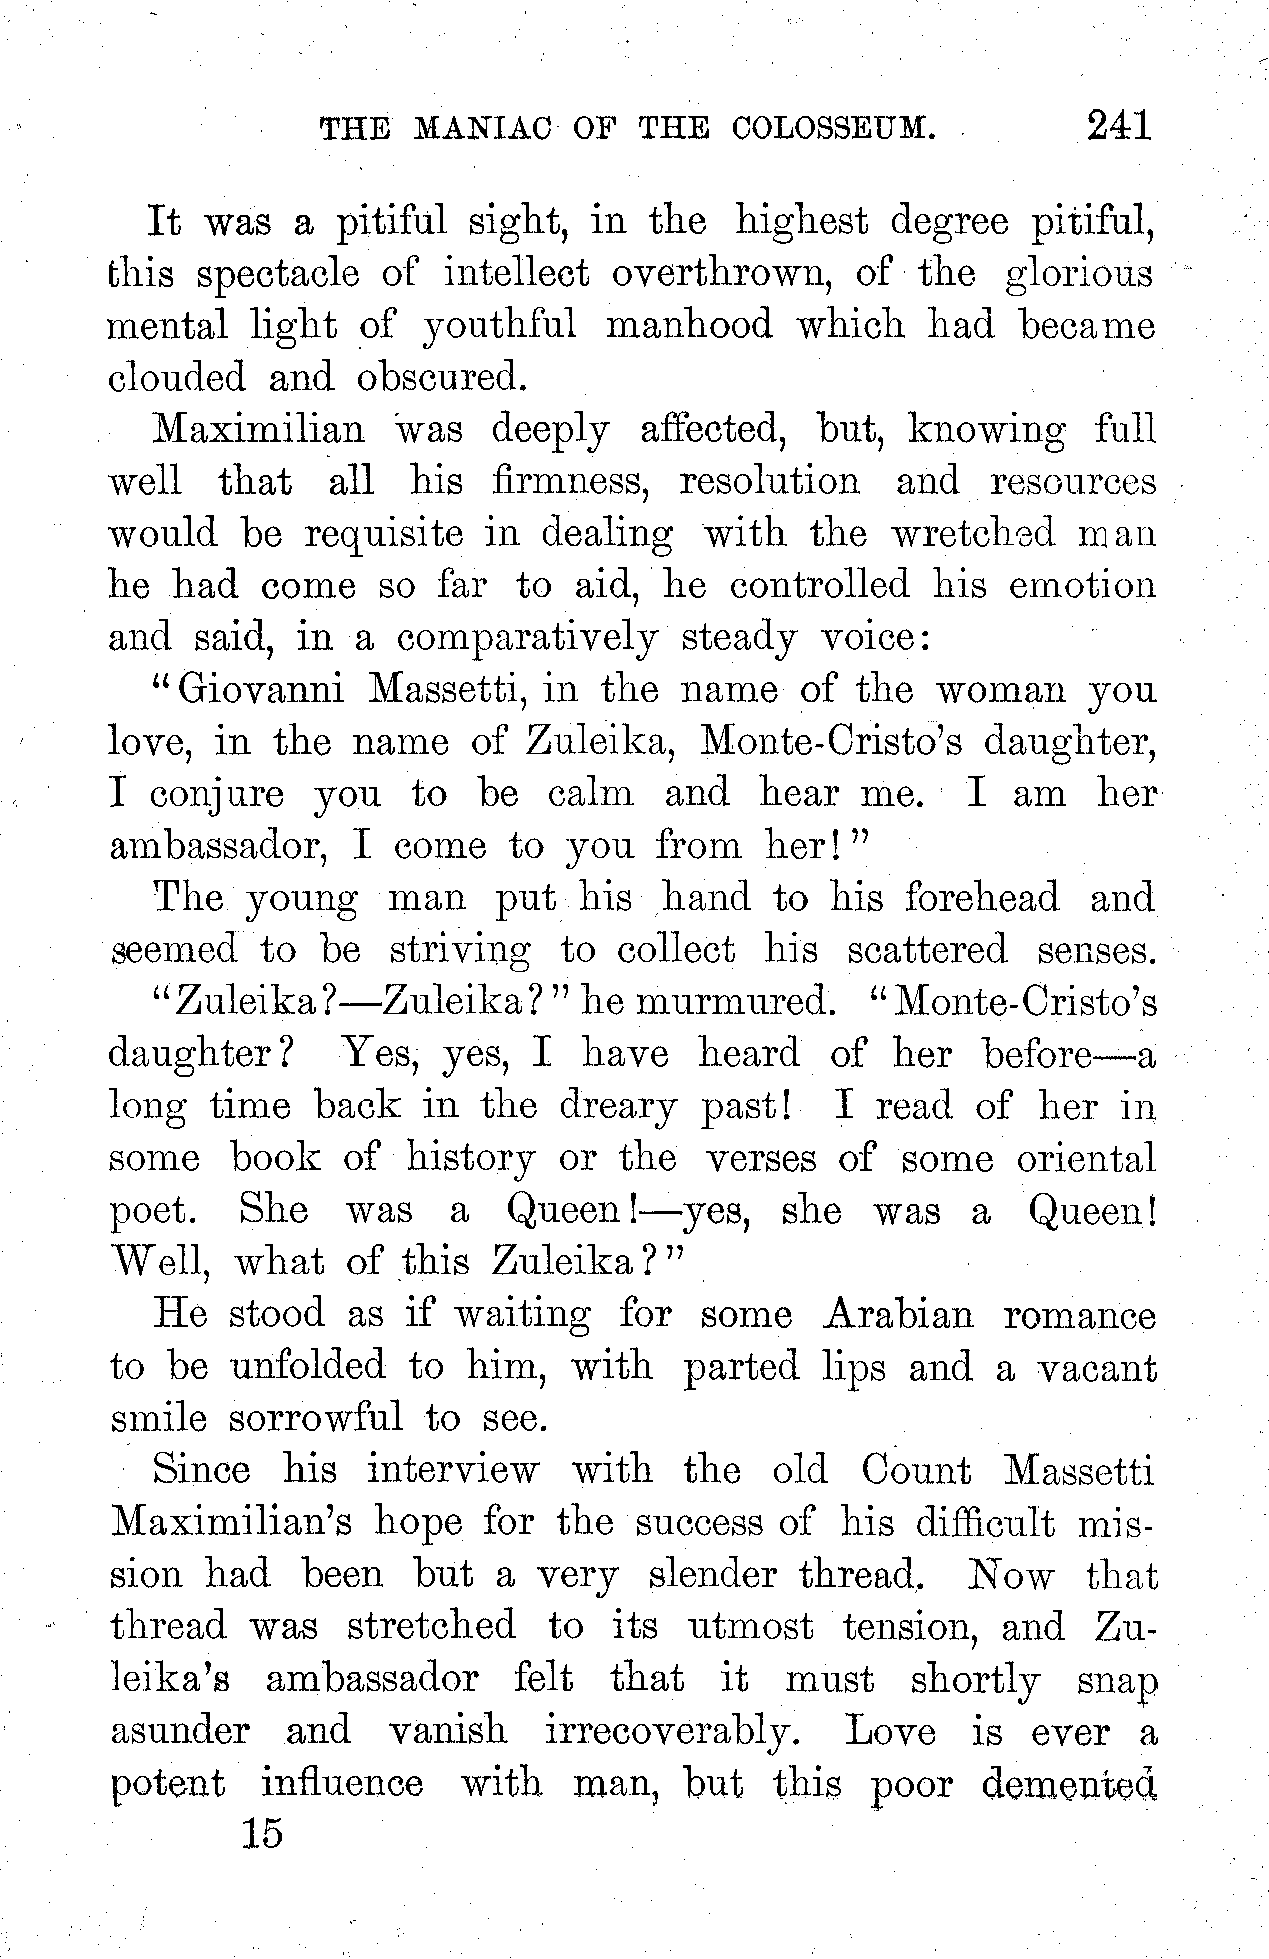 THE MANIAC OF THE COLOSSEUM. 241
It was a pitiful sight, in the highest degree pitiful,
this spectacle of intellect overthrown, of the glorious
mental light of youthful manhood which had became
clouded and obscured.
Maximilian was deeply affected, but, knowing full
well that all his firmness, resolution and resources
would be requisite in dealing with the wretched man
he had come so far to aid, he controlled his emotion
and said, in a comparatively steady voice:
"Giovanni Massetti, in the name of the woman you
love, in the name of Zuleika, Monte-Cristo's daughter,
I conjure you to be calm and hear me. I am her
ambassador, I come to you from her!"
The young man put his hand to his forehead and
seemed to be striving to collect his scattered senses.
"Zuleika?—Zuleika?" he murmured. "Monte-Cristo's
daughter? Yes, yes, I have heard of her before—a
long time back in the dreary past! I read of her in
some book of history or the verses of some oriental
poet. She was a Queen!—yes, she was a Queen!
Well, what of this Zuleika?"
He stood as if waiting for some Arabian romance
to be unfolded to him, with parted lips and a vacant
smile sorrowful to see.
Since his interview with the old Count Massetti
Maximilian's hope for the success of his difficult mis-
sion had been but a very slender thread. Now that
thread was stretched to its utmost tension, and Zu-
leika's ambassador felt that it must shortly snap
asunder and vanish irrecoverably. Love is ever a
potent influence with man, but this poor demented
15